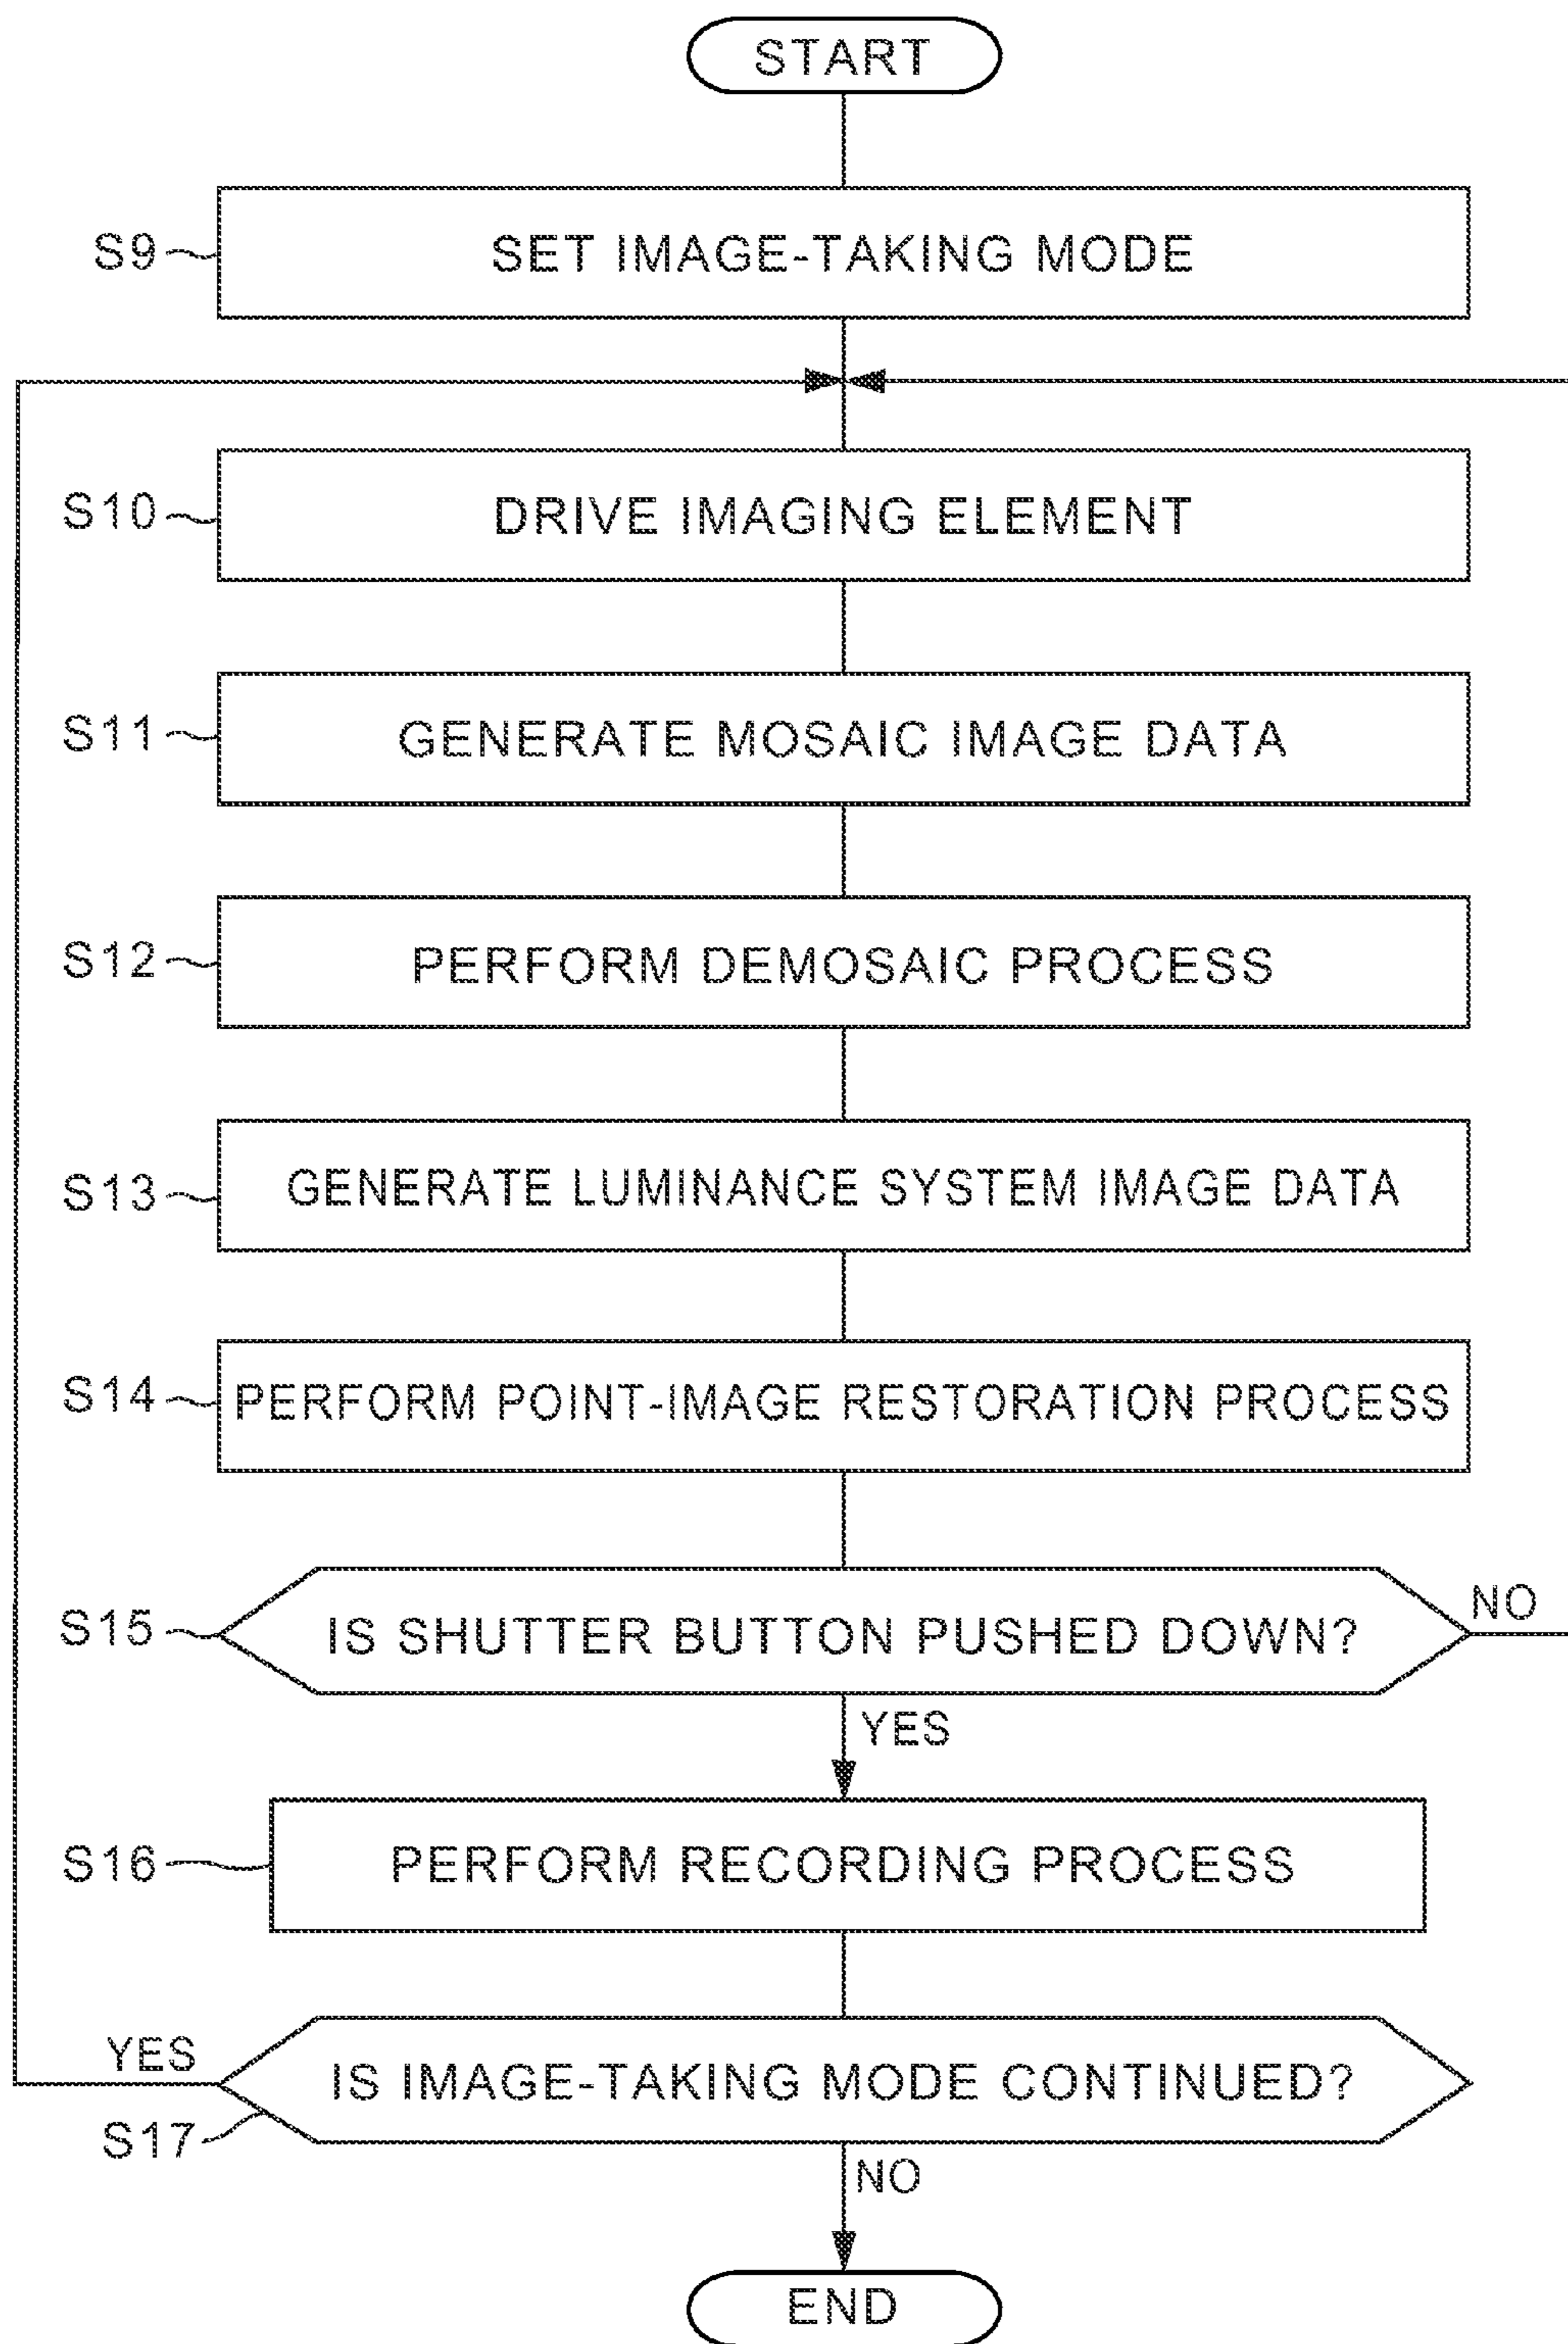 START
S9
SET IMAGE-TAKING MODE
S10
DRIVE IMAGING ELEMENT
S11
GENERATE MOSAIC IMAGE DATA
S12
PERFORM DEMOSAIC PROCESS
S13
GENERATE LUMINANCE SYSTEM IMAGE DATA
S14
PERFORM POINT-IMAGE RESTORATION PROCESS
S15
IS SHUTTER BUTTON PUSHED DOWN?
NO
YES
S16
PERFORM RECORDING PROCESS
YES
IS IMAGE-TAKING MODE CONTINUED?
S17
NO
END